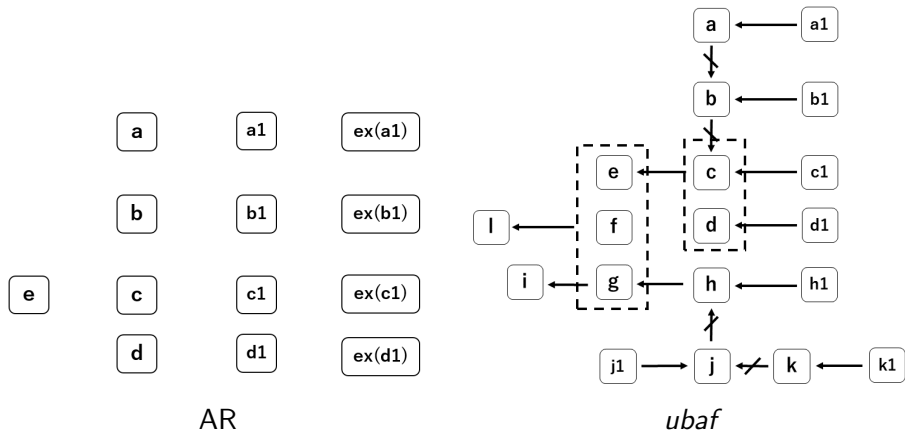 a a1 ex(a1)
b b1 ex(b1)
e c c1 ex(c1)
d d1 ex(d1)
AR
a a1
b b1
e c c1
l f d d1
i g h h1
j1 j k k1
ubaf